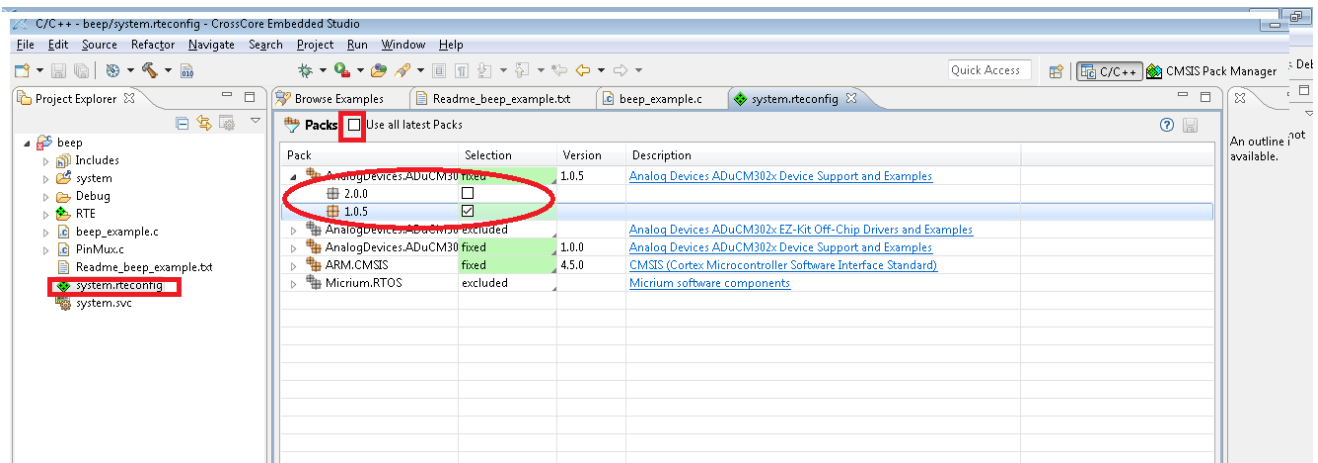 C/C++ - beep/system.rteconfig - CrossCore Embedded Studio
File Edit Source Refactor Navigate Search Project Run Window Help
Quick Access C/C++ CMSIS Pack Manager
Project Explorer Browse Examples Readme_beep_example.txt beep_example.c system.rteconfig
Packs Use all latest Packs
Pack Selection Version Description
AnalogDevices.ADuCM30 fixed 1.0.5 Analog Devices ADuCM302x Device Support and Examples
2.0.0
1.0.5
AnalogDevices.ADuCM30 excluded Analog Devices ADuCM302x EZ-Kit Off-Chip Drivers and Examples
AnalogDevices.ADuCM30 fixed 1.0.0 Analog Devices ADuCM302x Device Support and Examples
ARM.CMSIS fixed 4.5.0 CMSIS (Cortex Microcontroller Software Interface Standard)
Micrium.RTOS excluded Micrium software components
beep
Includes
system
Debug
RTE
beep_example.c
PinMux.c
Readme_beep_example.txt
system.rteconfig
system.svc
An outline i not
available.